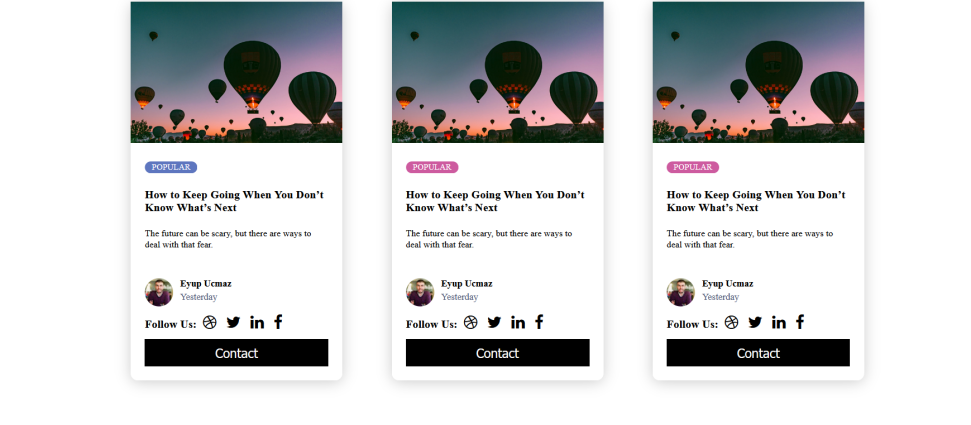 POPULAR
How to Keep Going When You Don’t
Know What’s Next
The future can be scary, but there are ways to
deal with that fear.
Eyup Ucmaz
Yesterday
Follow Us:
Contact
POPULAR
How to Keep Going When You Don’t
Know What’s Next
The future can be scary, but there are ways to
deal with that fear.
Eyup Ucmaz
Yesterday
Follow Us:
Contact
POPULAR
How to Keep Going When You Don’t
Know What’s Next
The future can be scary, but there are ways to
deal with that fear.
Eyup Ucmaz
Yesterday
Follow Us:
Contact